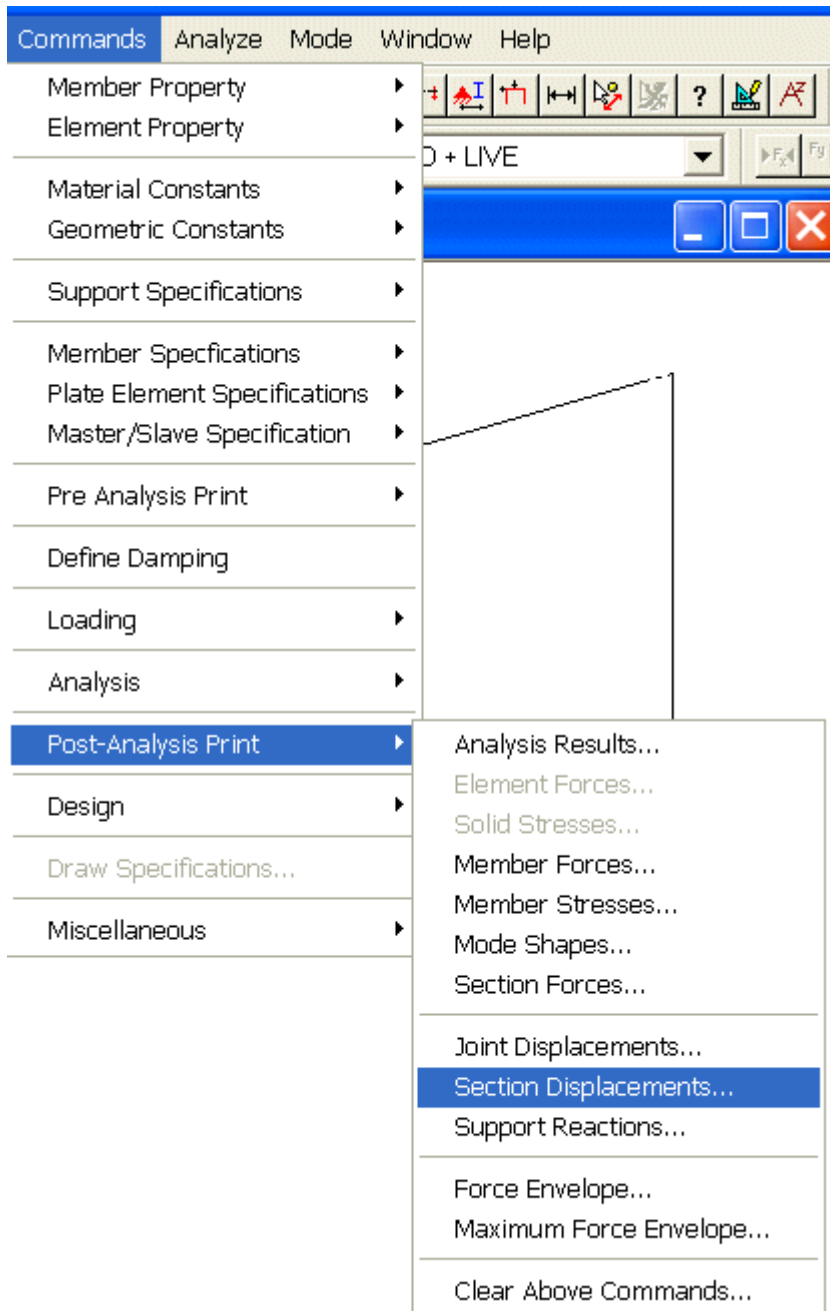 Commands Analyze Mode Window Help
Member Property
Element Property
? 
+ LIVE
Material Constants
Geometric Constants
Support Specifications
Member Specfications
Plate Element Specifications
Master/Slave Specification
Pre Analysis Print
Define Damping
Loading
Analysis
Post-Analysis Print
Analysis Results...
Element Forces...
Design
Solid Stresses...
Member Forces...
Draw Specifications...
Member Stresses...
Miscellaneous
Mode Shapes...
Section Forces...
Joint Displacements...
Section Displacements...
Support Reactions...
Force Envelope...
Maximum Force Envelope...
Clear Above Commands...